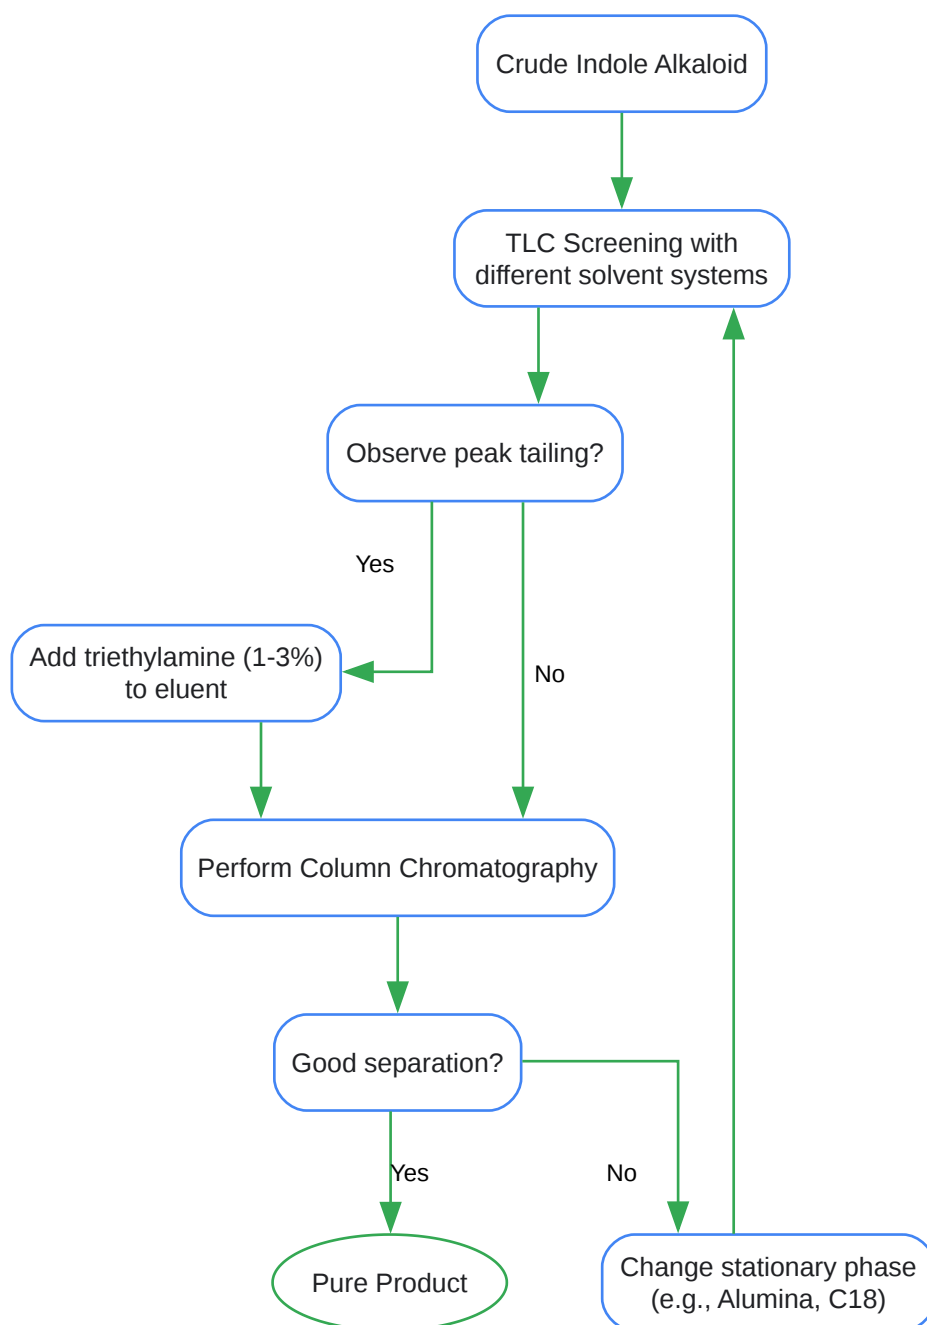 Crude Indole Alkaloid
TLC Screening with
different solvent systems
Observe peak tailing?
Yes
Add triethylamine (1-3%)
to eluent
No
Perform Column Chromatography
Good separation?
Yes
No
Pure Product
Change stationary phase
(e.g., Alumina, C18)